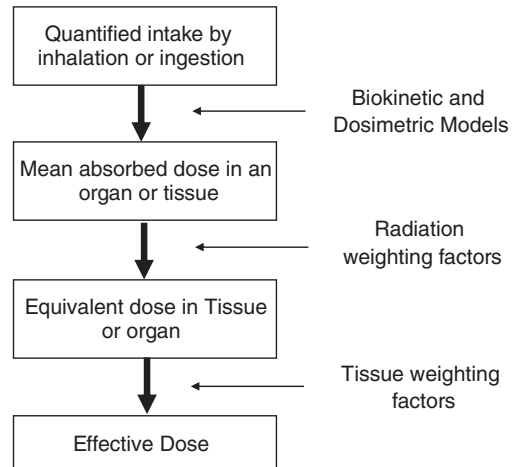 Quantified intake by
inhalation or ingestion
Biokinetic and
Dosimetric Models
Mean absorbed dose in an
organ or tissue
Radiation
weighting factors
Equivalent dose in Tissue
or organ
Tissue weighting
factors
Effective Dose